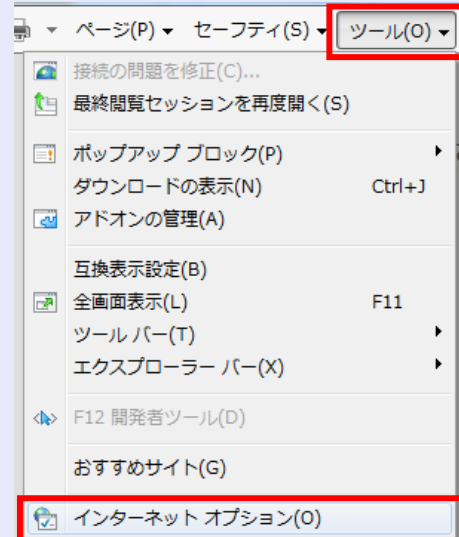 ページ(P) セーフティ(S) ツール(O)
接続の問題を修正(C)...
最終閲覧セッションを再度開く(S)
ポップアップ ブロック(P)
ダウンロードの表示(N) Ctrl+J
アドオンの管理(A)
互換表示設定(B)
全画面表示(L) F11
ツール バー(T)
エクスプローラー バー(X)
F12 開発者ツール(D)
おすすめサイト(G)
インターネット オプション(O)